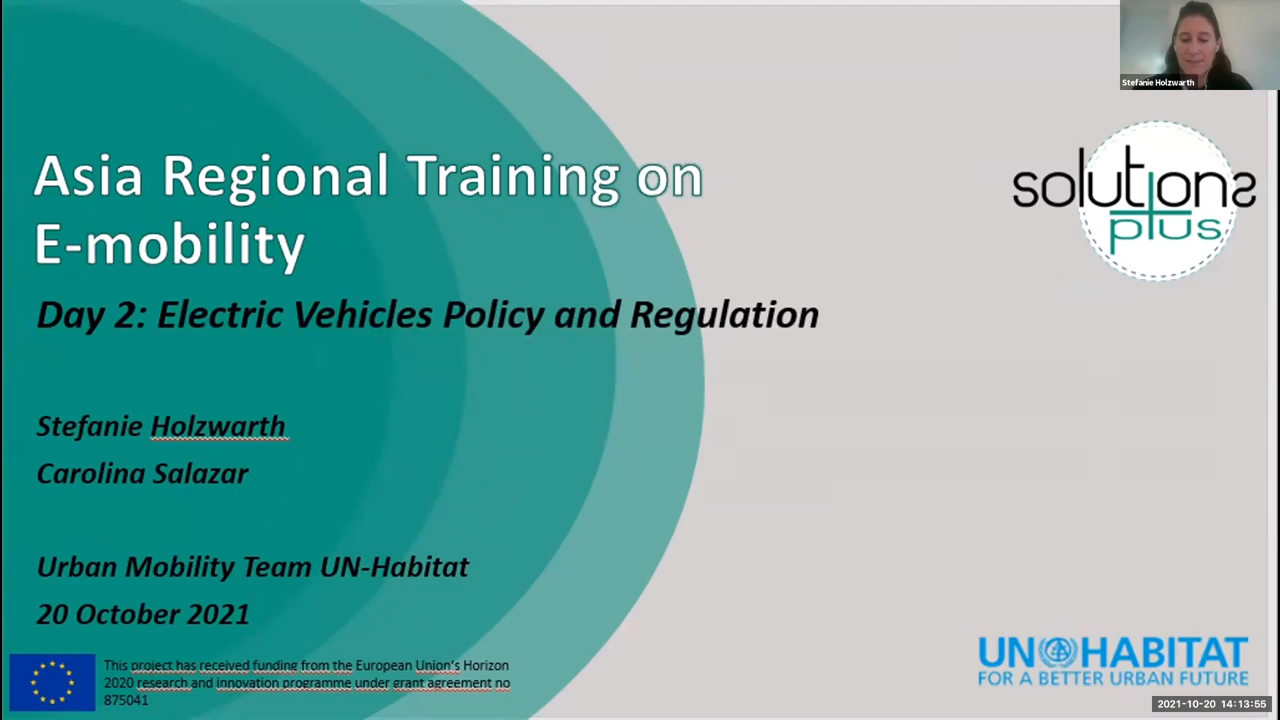 Stefanie Holzwarth
solutions
plus
Asia Regional Training on
E-mobility
Day 2: Electric Vehicles Policy and Regulation
Stefanie Holzwarth
Carolina Salazar
Urban Mobility Team UN-Habitat
20 October 2021
This project has received funding from the European Union's Horizon
2020 research and innovation programme under grant agreement no
875041
UN HABITAT
FOR A BETTER URBAN FUTURE
2021-10-20 14:13:55